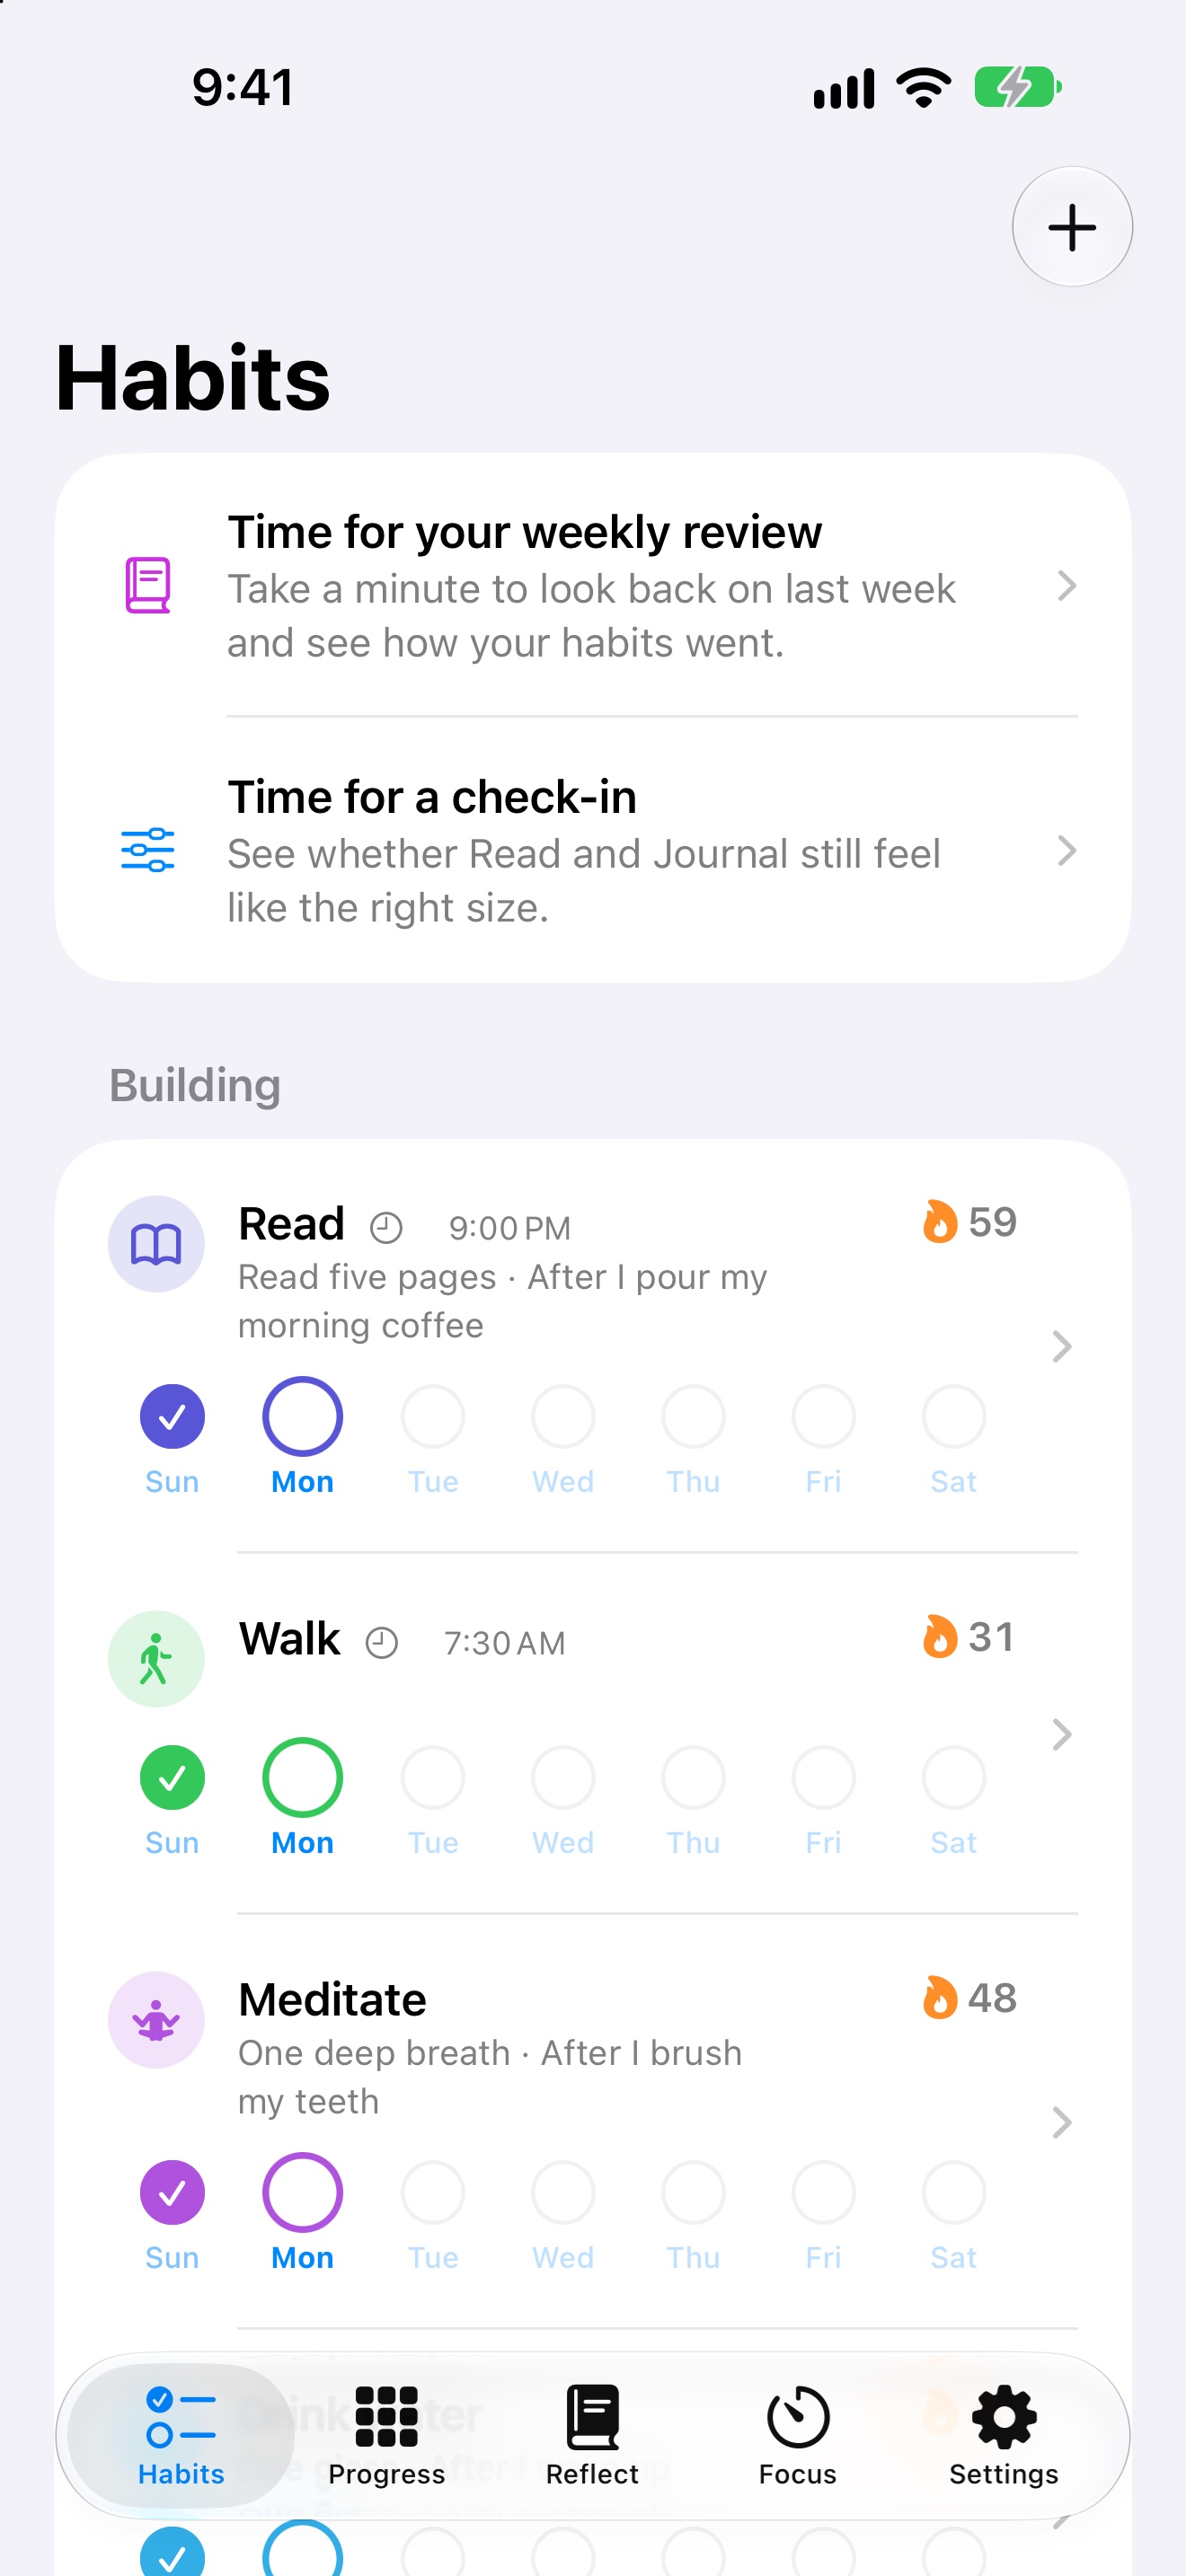 9:41
Habits
Time for your weekly review
Take a minute to look back on last week
and see how your habits went.
Time for a check-in
See whether Read and Journal still feel
like the right size.
Building
Read 9:00 PM 59
Read five pages · After I pour my
morning coffee
Sun Mon Tue Wed Thu Fri Sat
Walk 7:30 AM 31
Sun Mon Tue Wed Thu Fri Sat
Meditate 48
One deep breath · After I brush
my teeth
Sun Mon Tue Wed Thu Fri Sat
Habits Progress Reflect Focus Settings